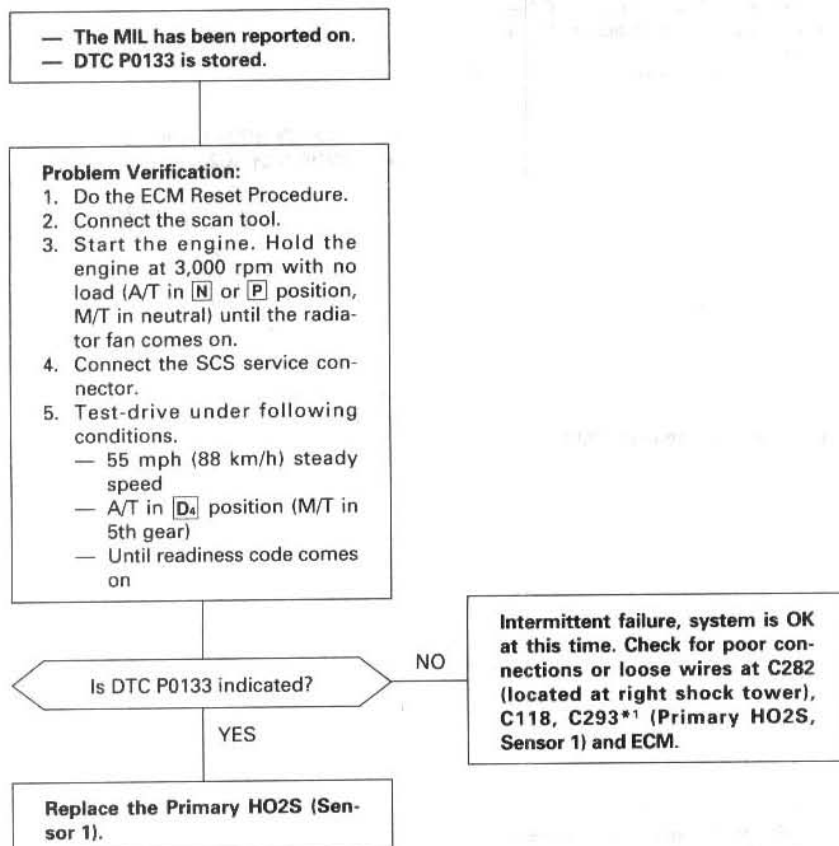 — The MIL has been reported on.
— DTC P0133 is stored.
Problem Verification:
1. Do the ECM Reset Procedure.
2. Connect the scan tool.
3. Start the engine. Hold the
engine at 3,000 rpm with no
load (A/T in N or P position,
M/T in neutral) until the radia-
tor fan comes on.
4. Connect the SCS service con-
nector.
5. Test-drive under following
conditions.
— 55 mph (88 km/h) steady
speed
— A/T in D4 position (M/T in
5th gear)
— Until readiness code comes
on
Is DTC P0133 indicated?
NO
Intermittent failure, system is OK
at this time. Check for poor con-
nections or loose wires at C282
(located at right shock tower),
C118, C293*1 (Primary HO2S,
Sensor 1) and ECM.
YES
Replace the Primary HO2S (Sen-
sor 1).